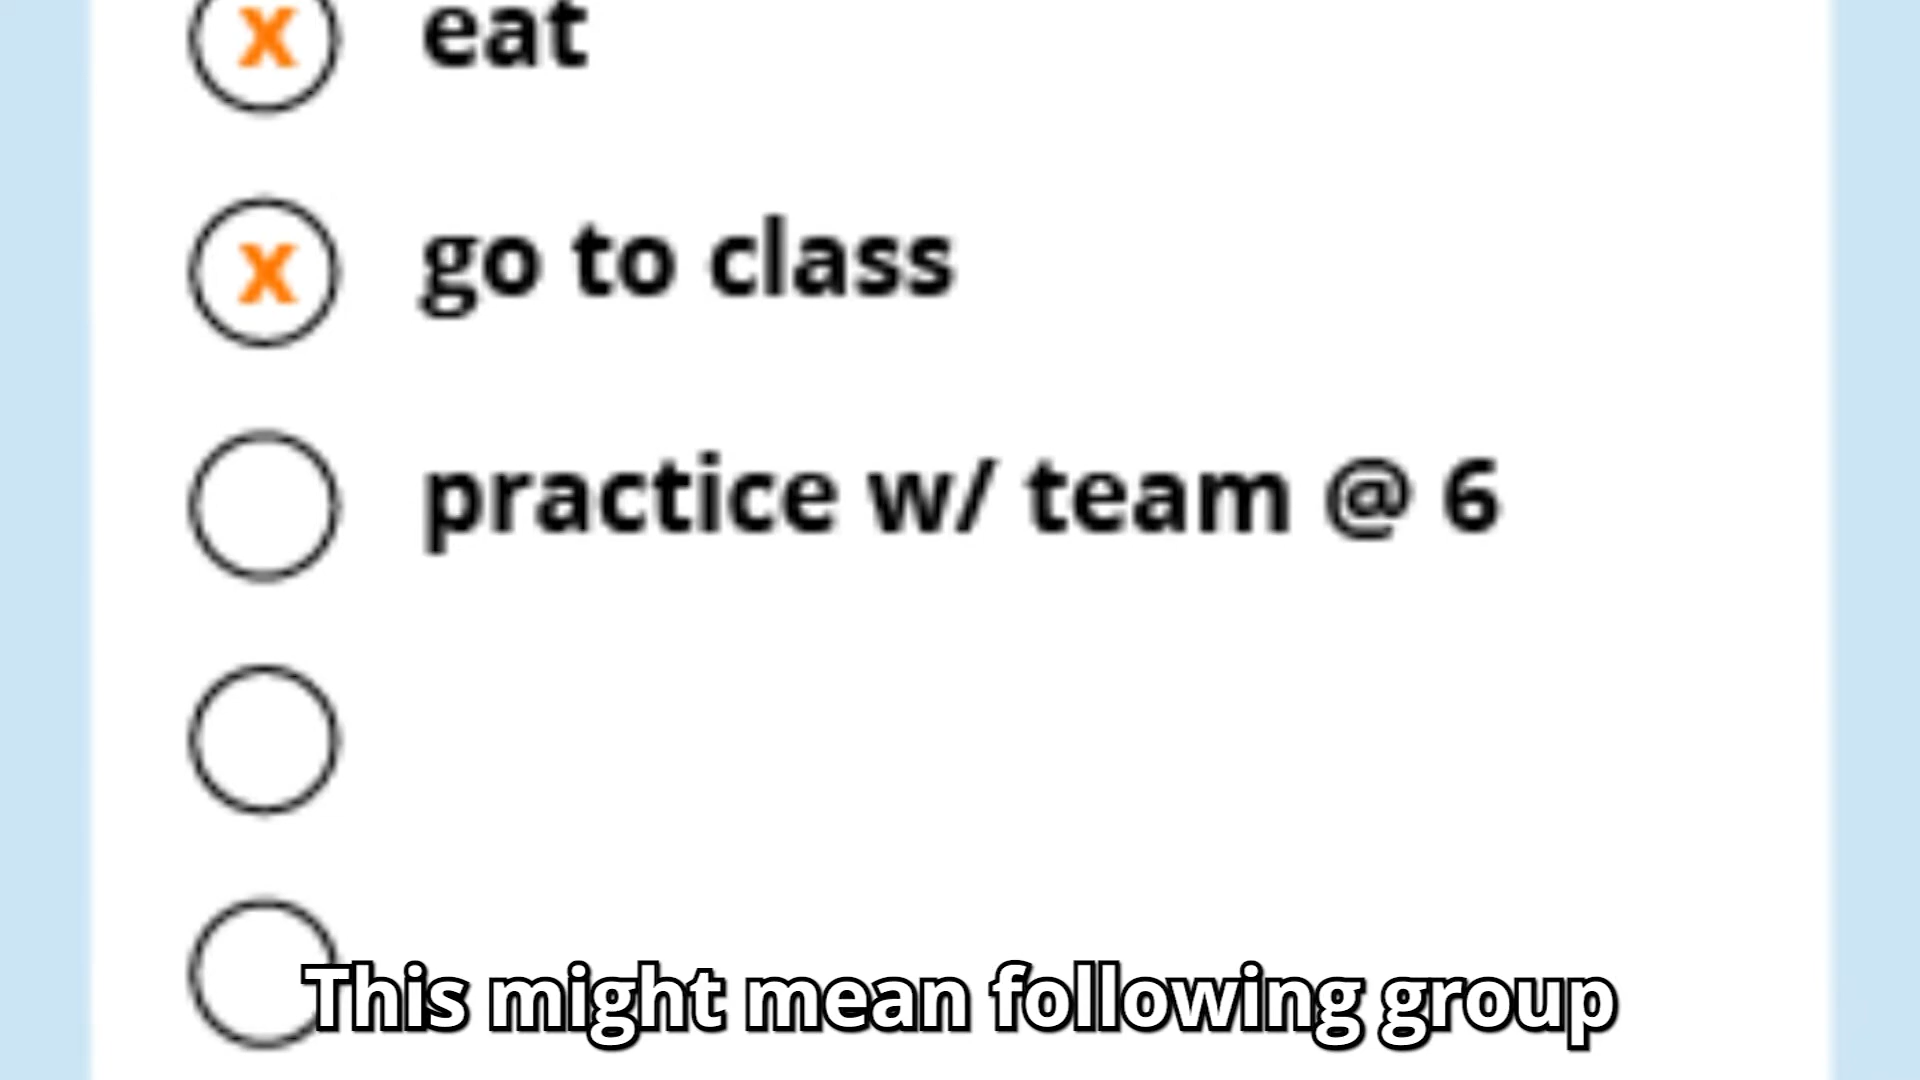 x eat
x go to class
practice w/ team @ 6
This might mean following group